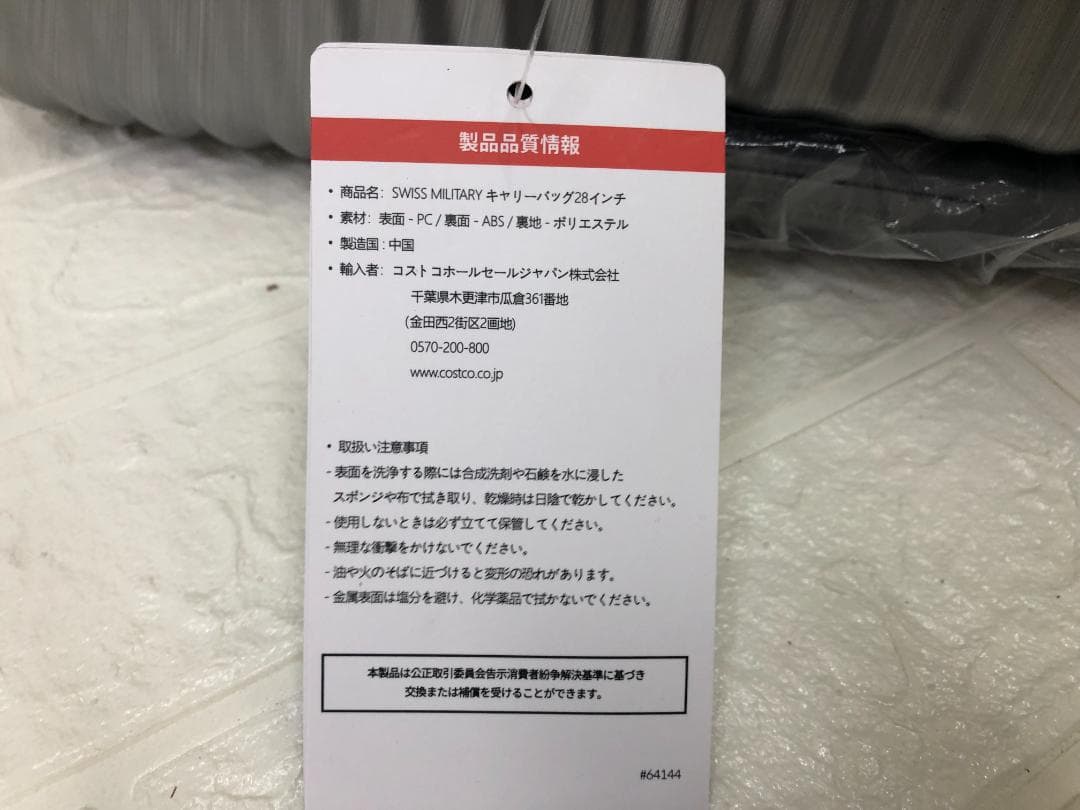 製品品質情報
• 商品名: SWISS MILITARY キャリーバッグ28インチ
• 素材: 表面 - PC / 裏面 - ABS / 裏地 - ポリエステル
• 製造国 : 中国
• 輸入者: コストコホールセールジャパン株式会社
千葉県木更津市瓜倉361番地
(金田西2街区2画地)
0570-200-800
www.costco.co.jp
• 取扱い注意事項
- 表面を洗浄する際には合成洗剤や石鹸を水に浸した
スポンジや布で拭き取り、乾燥時は日陰で乾かしてください。
- 使用しないときは必ず立てて保管してください。
- 無理な衝撃をかけないでください。
- 油や火のそばに近づけると変形の恐れがあります。
- 金属表面は塩分を避け、化学薬品で拭かないでください。
本製品は公正取引委員会告示消費者紛争解決基準に基づき
交換または補償を受けることができます。
#64144